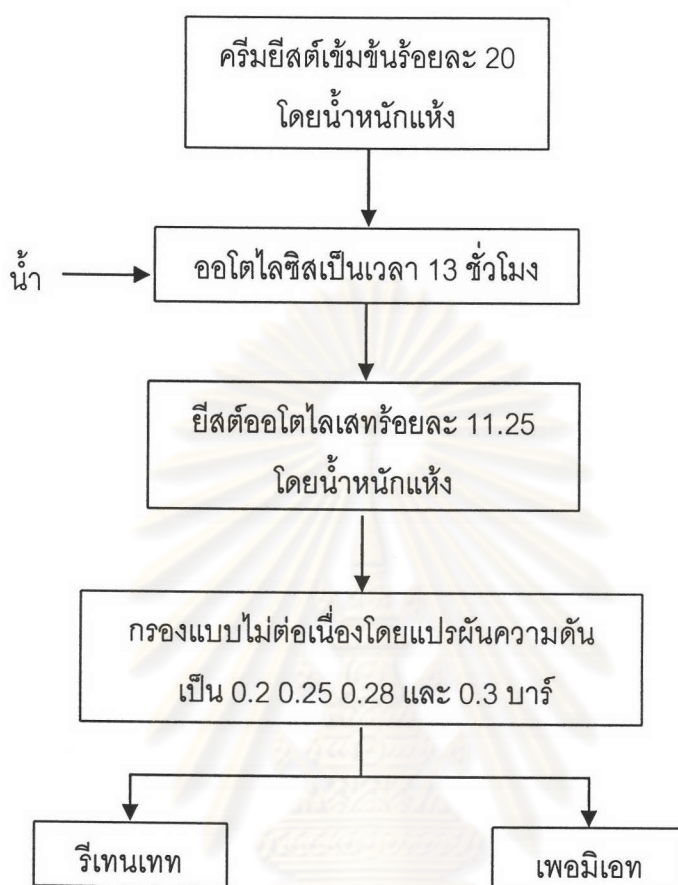 ครีมยีสต์เข้มข้นร้อยละ 20
โดยน้ำหนักแห้ง
น้ำ
ออโตไลซิสเป็นเวลา 13 ชั่วโมง
ยีสต์ออโตไลเสทร้อยละ 11.25
โดยน้ำหนักแห้ง
กรองแบบไม่ต่อเนื่องโดยแปรผันความดัน
เป็น 0.2 0.25 0.28 และ 0.3 บาร์
รีเทนเทท
เพอมิเอท